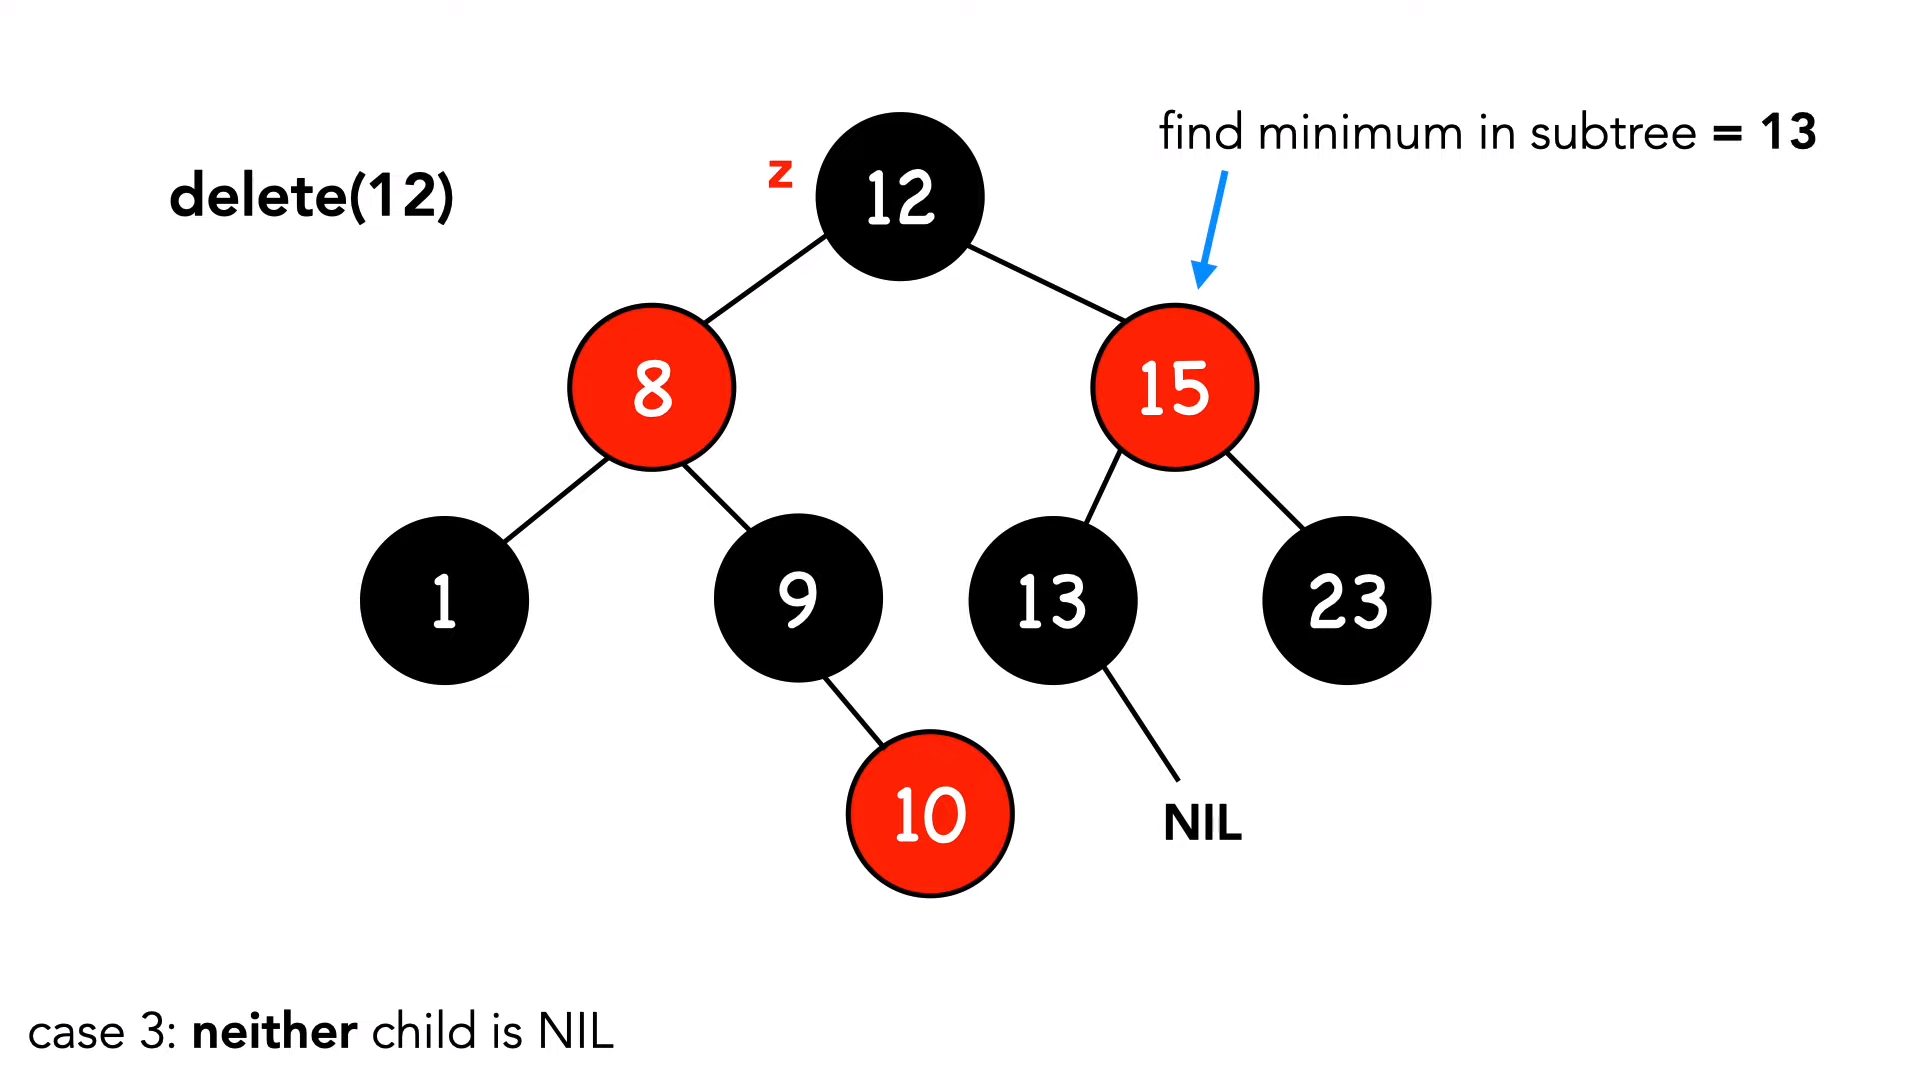 find minimum in subtree = 13
delete(12)
z
12
8
15
1
9
13
23
10
NIL
case 3: neither child is NIL